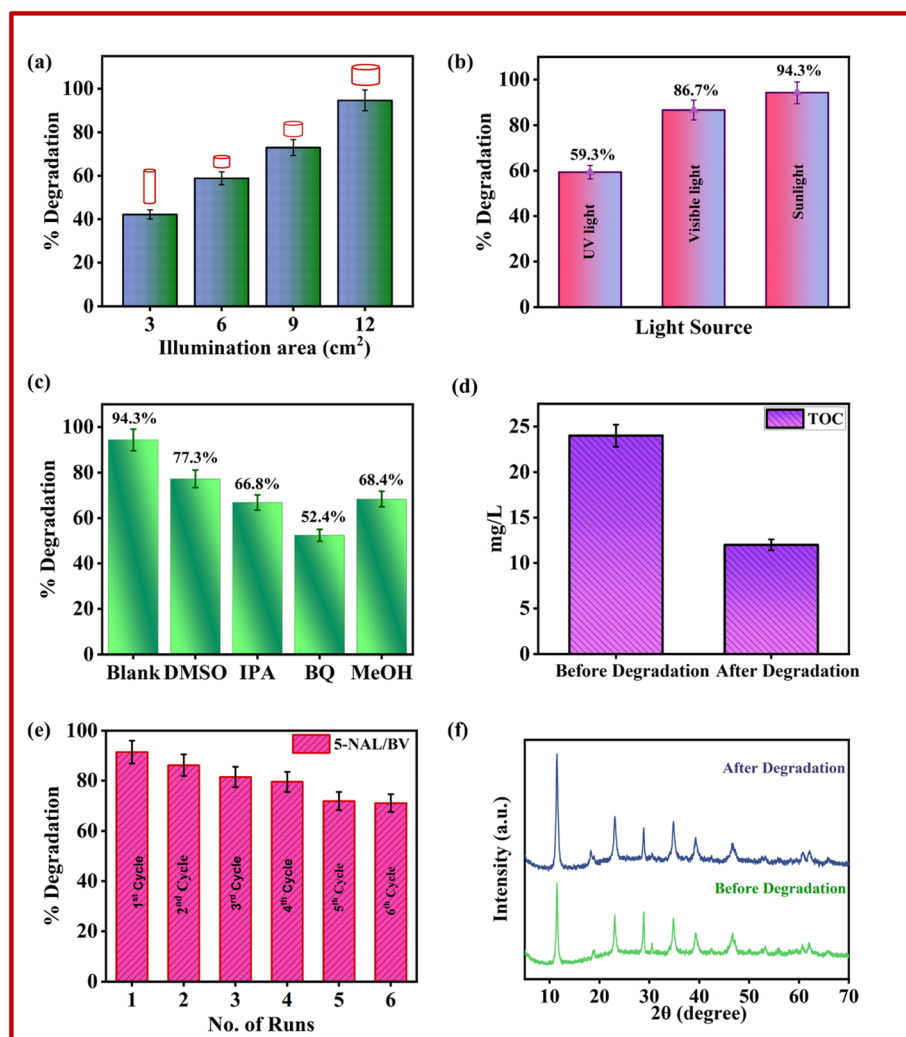 (a)
% Degradation
100
80
60
40
20
0
3 6 9 12
Illumination area (cm²)
(b)
% Degradation
100
80
60
40
20
0
59.3%
86.7%
94.3%
UV light
Visible light
Sunlight
Light Source
(c)
% Degradation
100
80
60
40
20
0
94.3%
77.3%
66.8%
52.4%
68.4%
Blank DMSO IPA BQ MeOH
(d)
mg/L
25
20
15
10
5
0
TOC
Before Degradation After Degradation
(e)
% Degradation
100
80
60
40
20
0
5-NAL/BV
1st Cycle
2nd Cycle
3rd Cycle
4th Cycle
5th Cycle
6th Cycle
1 2 3 4 5 6
No. of Runs
(f)
Intensity (a.u.)
After Degradation
Before Degradation
10 20 30 40 50 60 70
2θ (degree)